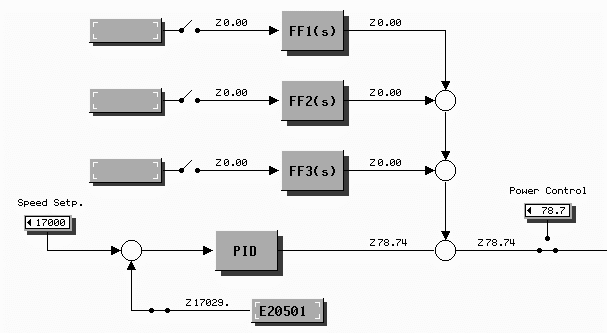 Z0.00 FF1(s) Z0.00
Z0.00 FF2(s) Z0.00
Z0.00 FF3(s) Z0.00
Speed Setp.
17000
Power Control
78.7
PID
Z78.74
Z78.74
Z17029.
E20501